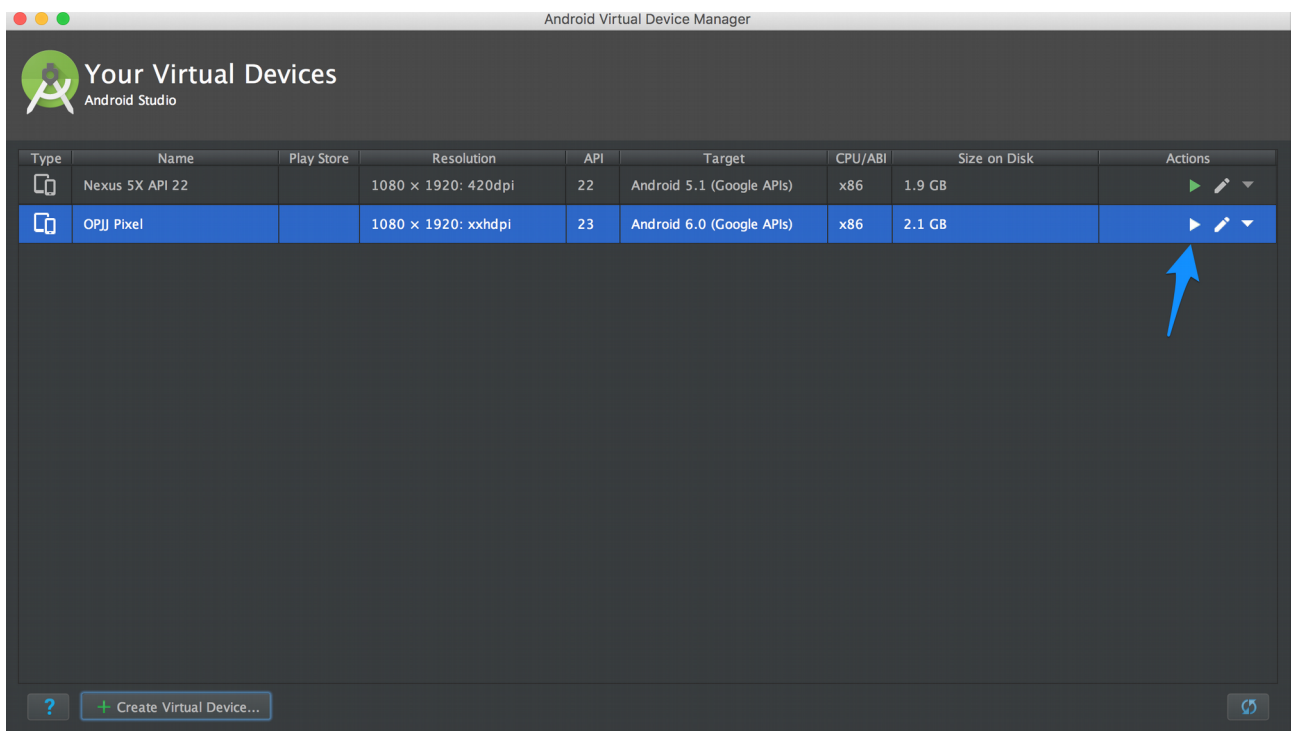 Android Virtual Device Manager
Your Virtual Devices
Android Studio
Type Name Play Store Resolution API Target CPU/ABI Size on Disk Actions
Nexus 5X API 22 1080 × 1920: 420dpi 22 Android 5.1 (Google APIs) x86 1.9 GB
OPJJ Pixel 1080 × 1920: xxhdpi 23 Android 6.0 (Google APIs) x86 2.1 GB
? + Create Virtual Device...